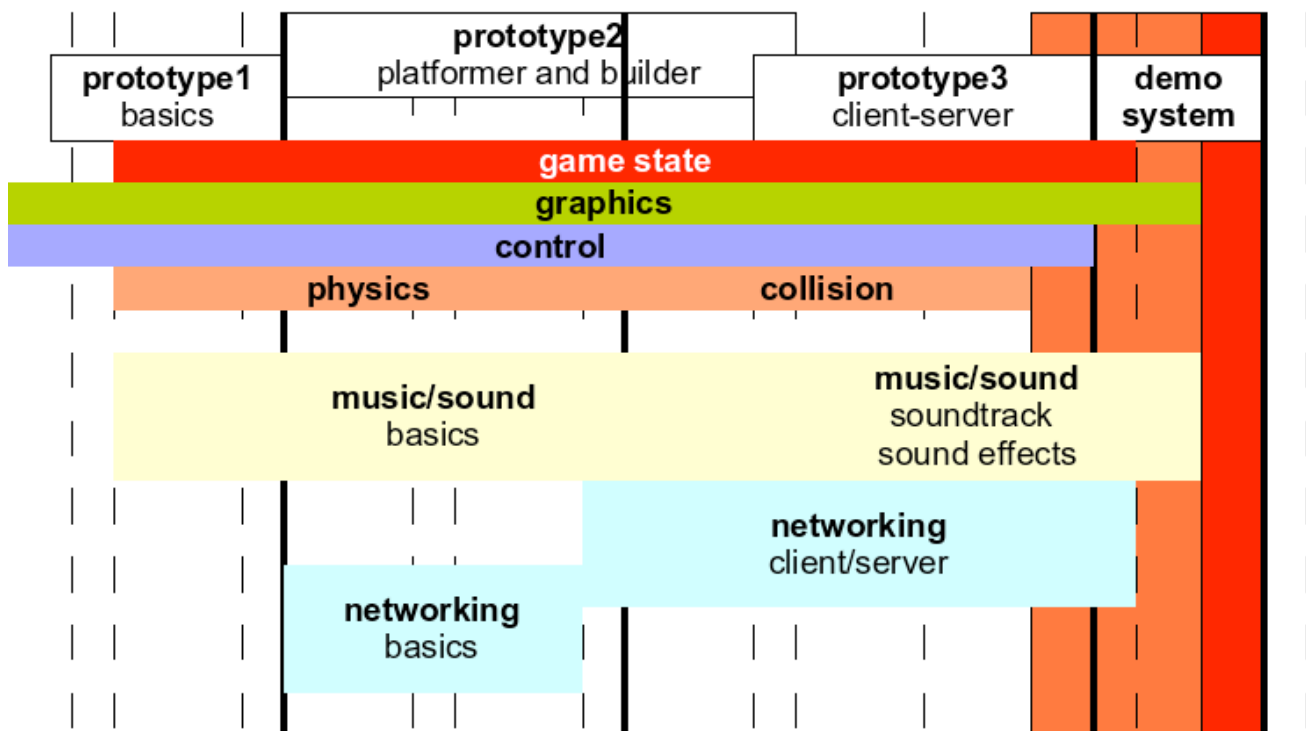 prototype2
platformer and builder
prototype1
basics
prototype3
client-server
demo
system
game state
graphics
control
physics
collision
music/sound
basics
music/sound
soundtrack
sound effects
networking
client/server
networking
basics